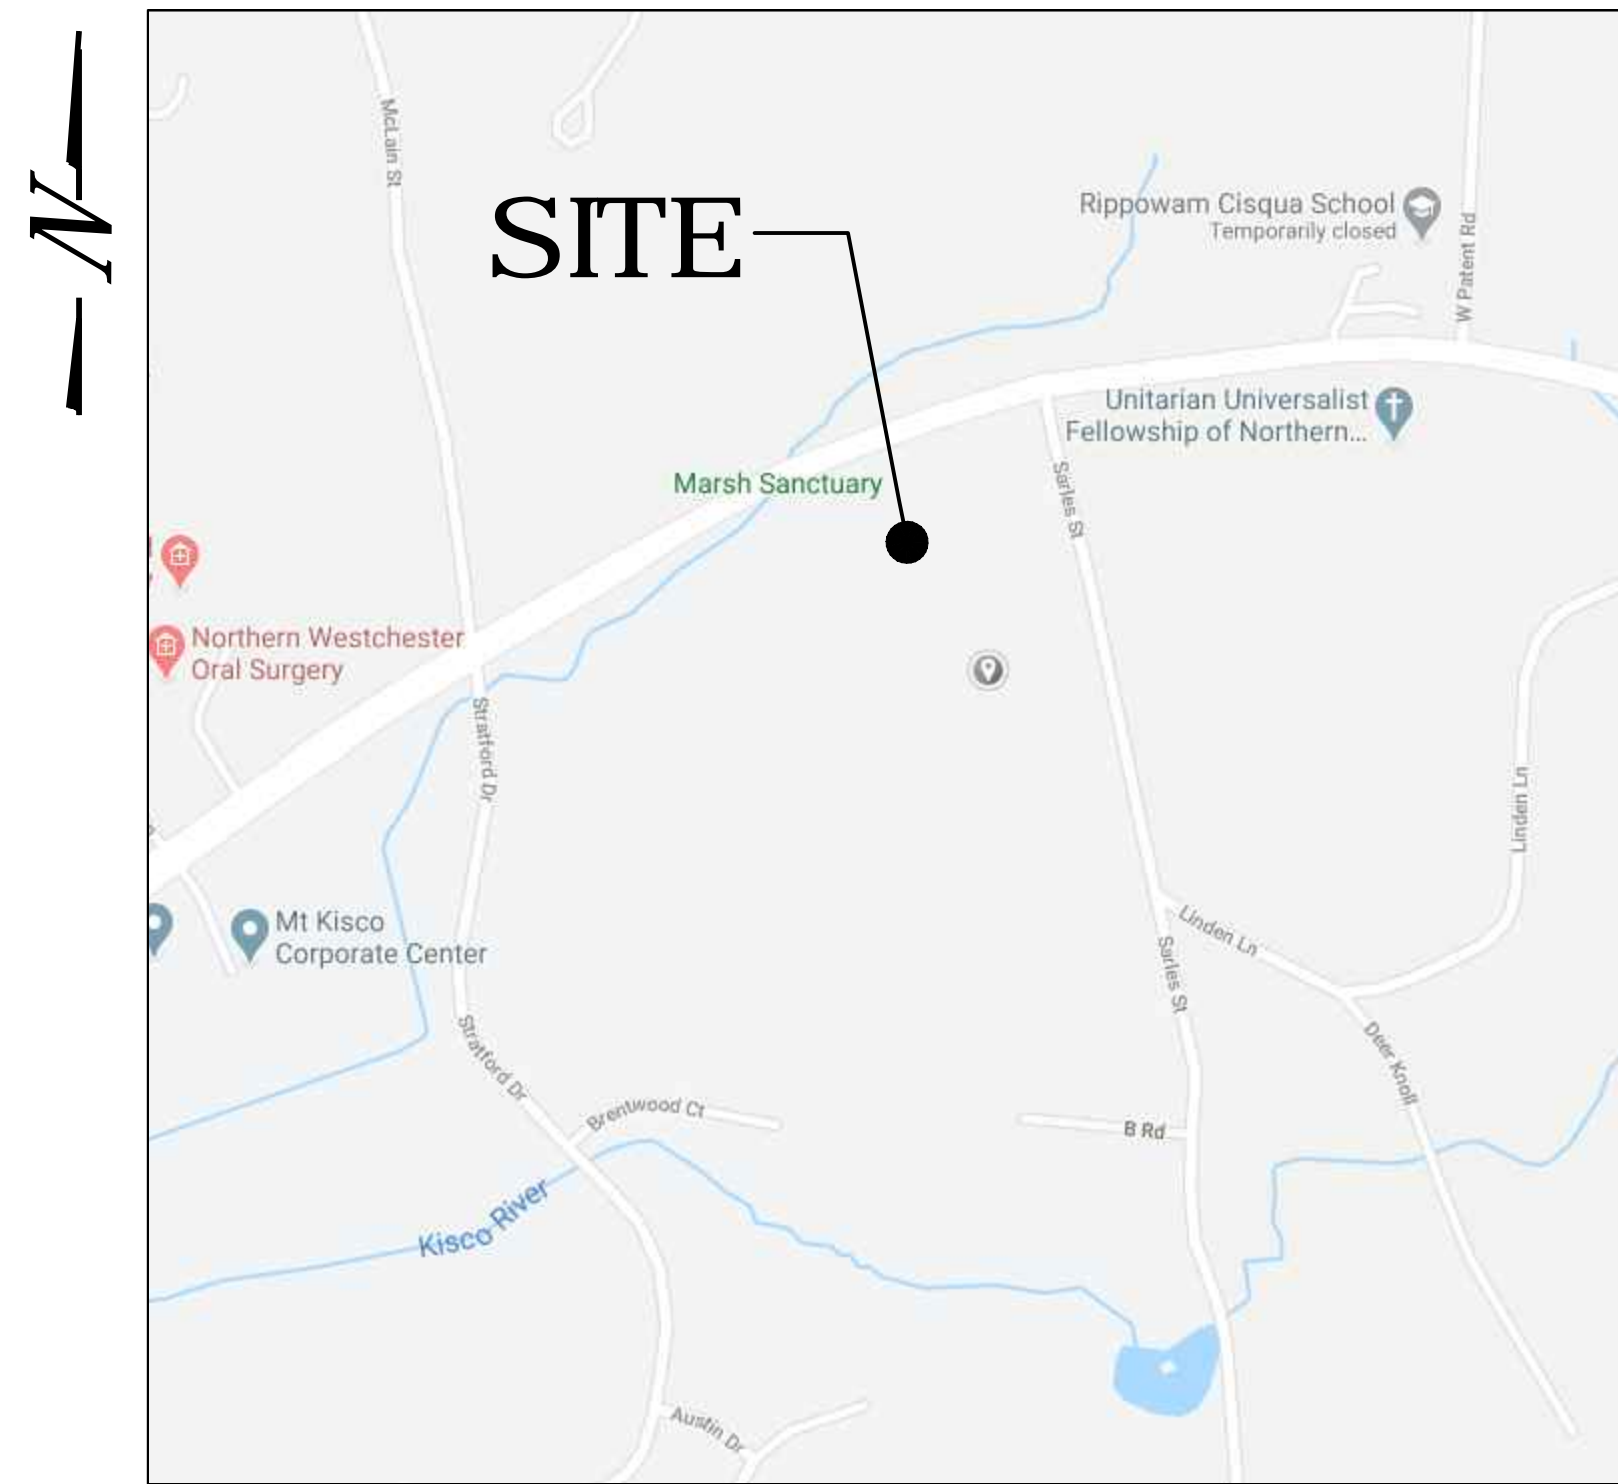 N
McLain St
SITE
Rippowam Cisqua School
Temporarily closed
W Patent Rd
Unitarian Universalist
Fellowship of Northern...
Marsh Sanctuary
Sarles St
Northern Westchester
Oral Surgery
Stratford Dr
Linden Ln
Mt Kisco
Corporate Center
Linden Ln
Sarles St
Stratford Dr
Deer Knoll
Brentwood Ct
B Rd
Kisco River
Austin Dr